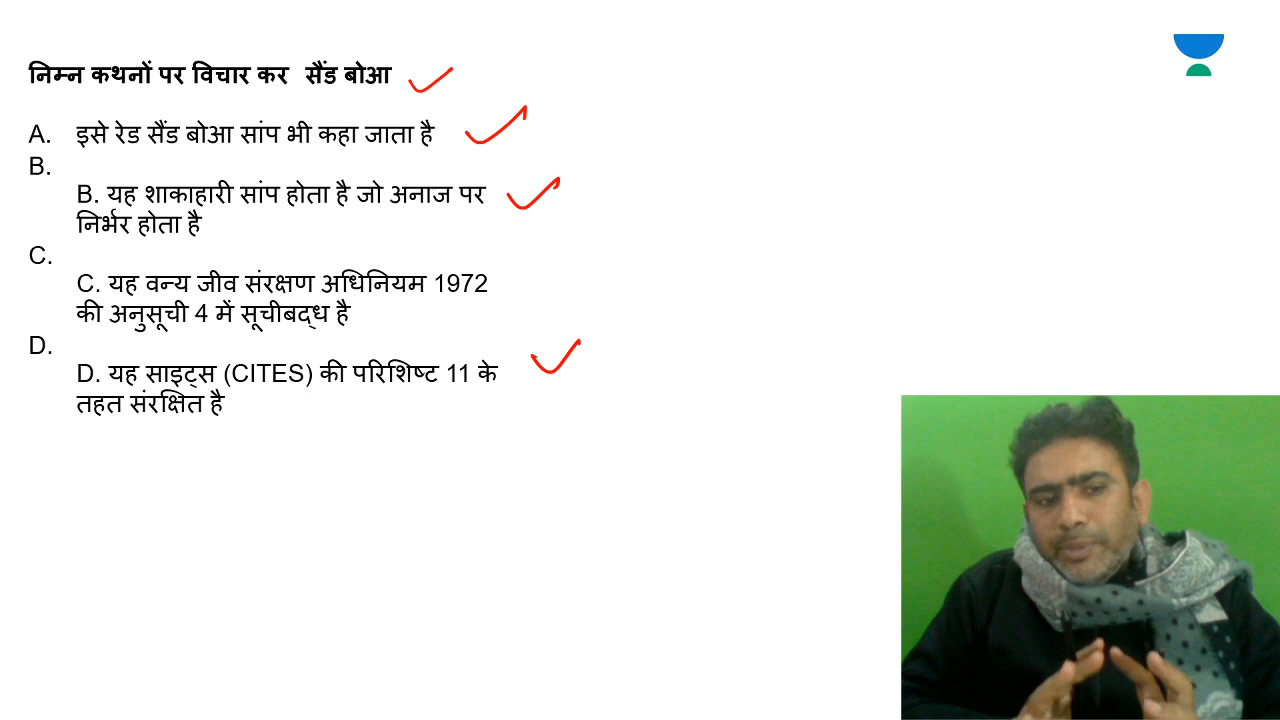 निम्न कथनों पर विचार कर सैंड बोआ
A. इसे रेड सैंड बोआ सांप भी कहा जाता है
B.
B. यह शाकाहारी सांप होता है जो अनाज पर
निर्भर होता है
C.
C. यह वन्य जीव संरक्षण अधिनियम 1972
की अनुसूची 4 में सूचीबद्ध है
D.
D. यह साइट्स (CITES) की परिशिष्ट 11 के
तहत संरक्षित है